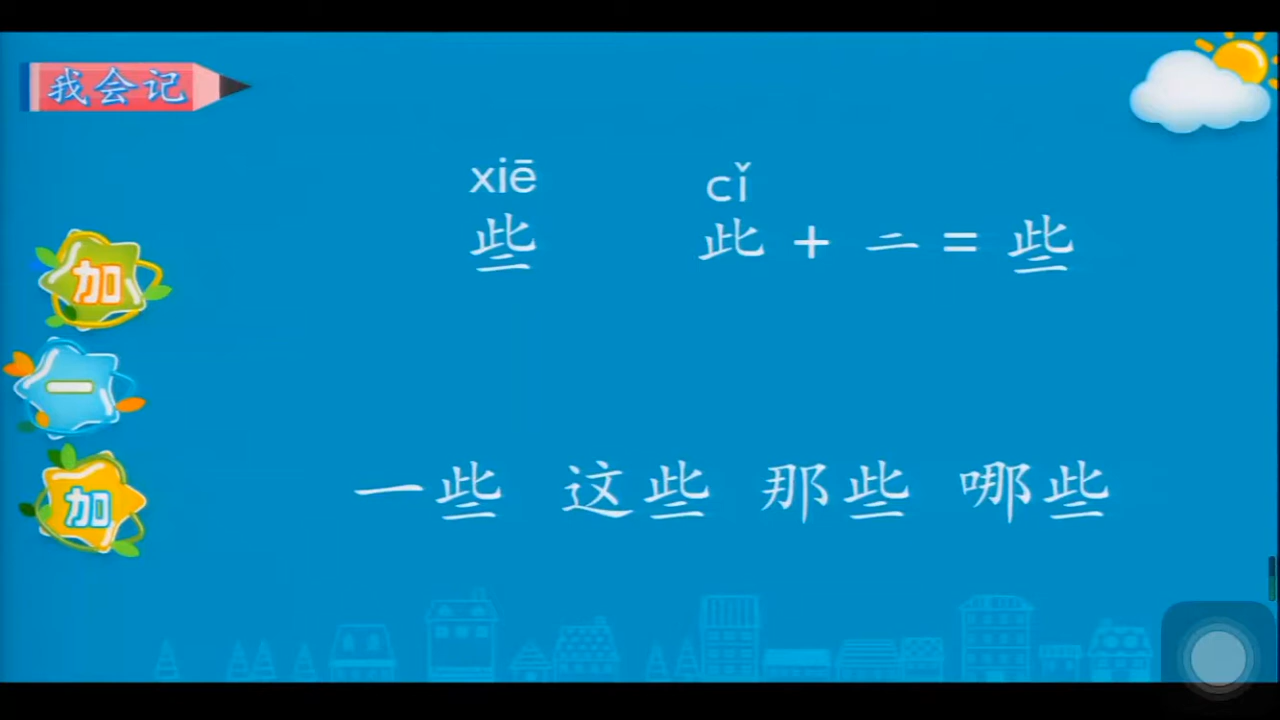 我会记
xiē cǐ
些 此 + 二 = 些
加
一
加
一些 这些 那些 哪些